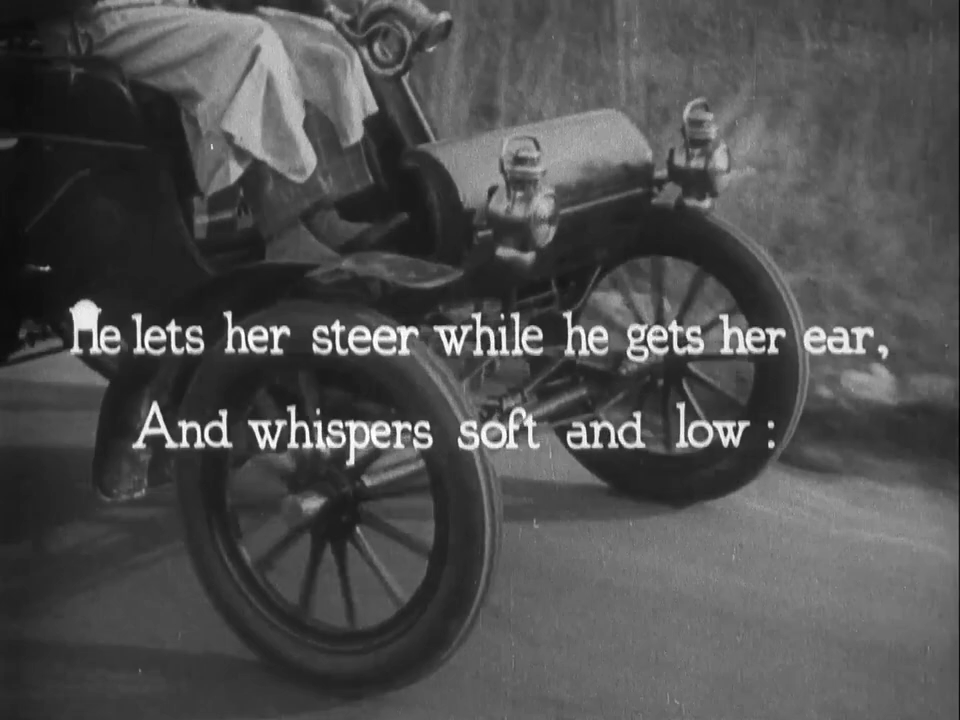 He lets her steer while he gets her ear,
And whispers soft and low :